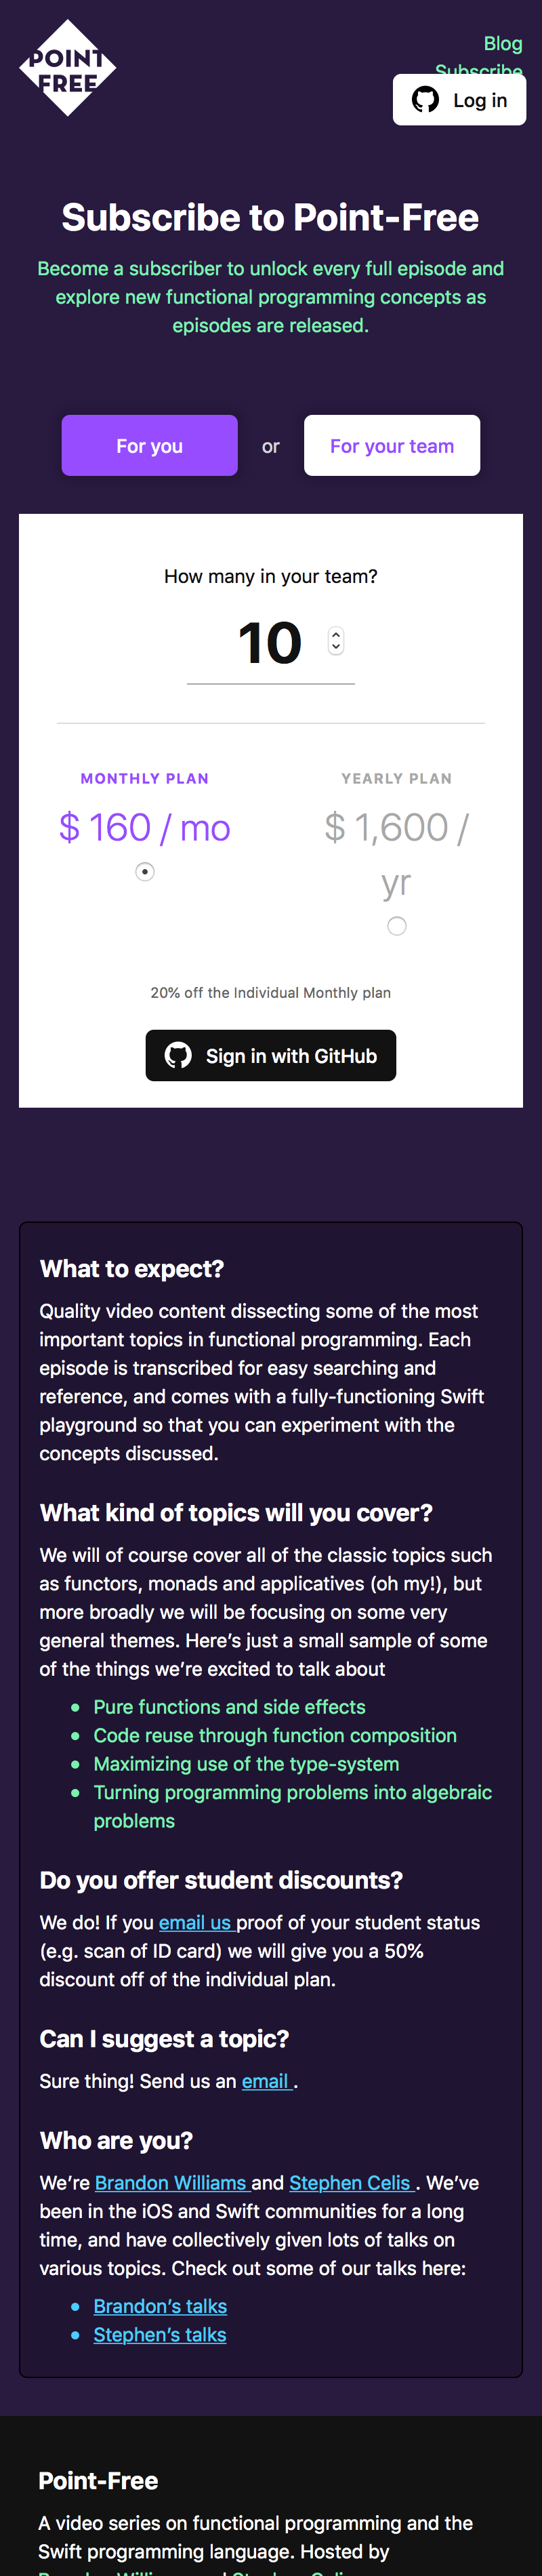 POINT
FREE
Blog
Subscribe
Log in
Subscribe to Point-Free
Become a subscriber to unlock every full episode and
explore new functional programming concepts as
episodes are released.
For you
or
For your team
How many in your team?
10
MONTHLY PLAN
$ 160 / mo
YEARLY PLAN
$ 1,600 /
yr
20% off the Individual Monthly plan
Sign in with GitHub
What to expect?
Quality video content dissecting some of the most
important topics in functional programming. Each
episode is transcribed for easy searching and
reference, and comes with a fully-functioning Swift
playground so that you can experiment with the
concepts discussed.
What kind of topics will you cover?
We will of course cover all of the classic topics such
as functors, monads and applicatives (oh my!), but
more broadly we will be focusing on some very
general themes. Here’s just a small sample of some
of the things we’re excited to talk about
Pure functions and side effects
Code reuse through function composition
Maximizing use of the type-system
Turning programming problems into algebraic
problems
Do you offer student discounts?
We do! If you email us proof of your student status
(e.g. scan of ID card) we will give you a 50%
discount off of the individual plan.
Can I suggest a topic?
Sure thing! Send us an email .
Who are you?
We’re Brandon Williams and Stephen Celis . We’ve
been in the iOS and Swift communities for a long
time, and have collectively given lots of talks on
various topics. Check out some of our talks here:
Brandon’s talks
Stephen’s talks
Point-Free
A video series on functional programming and the
Swift programming language. Hosted by